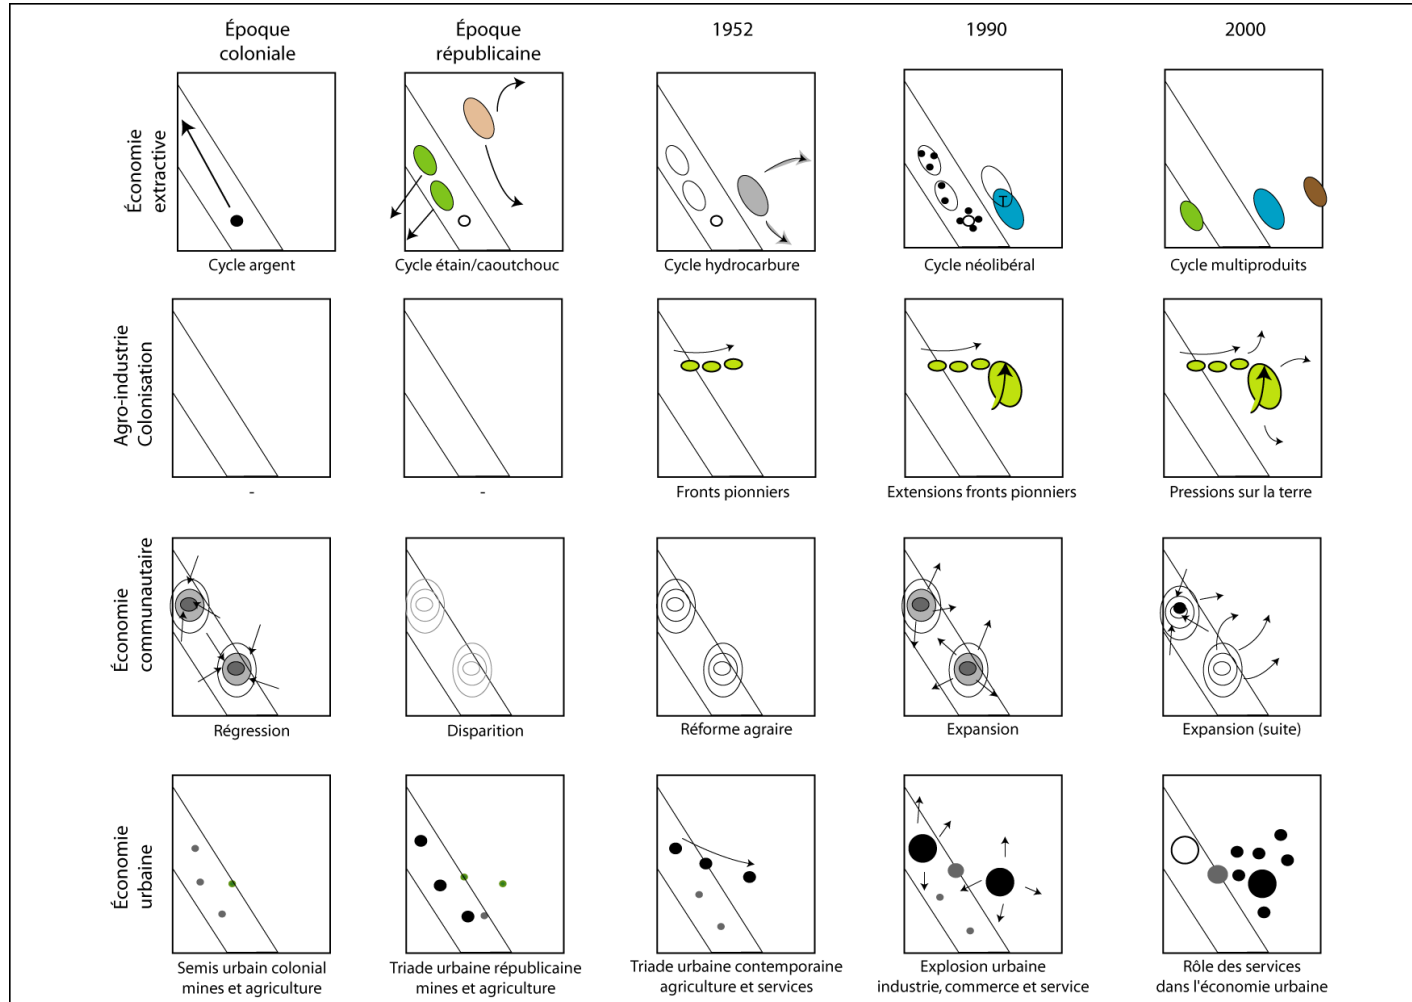 Époque
coloniale
Époque
républicaine
1952
1990
2000
Économie
extractive
T
Cycle argent
Cycle étain/caoutchouc
Cycle hydrocarbure
Cycle néolibéral
Cycle multiproduits
Agro-industrie
Colonisation
-
-
Fronts pionniers
Extensions fronts pionniers
Pressions sur la terre
Économie
communautaire
Régression
Disparition
Réforme agraire
Expansion
Expansion (suite)
Économie
urbaine
Semis urbain colonial
mines et agriculture
Triade urbaine républicaine
mines et agriculture
Triade urbaine contemporaine
agriculture et services
Explosion urbaine
industrie, commerce et service
Rôle des services
dans l'économie urbaine